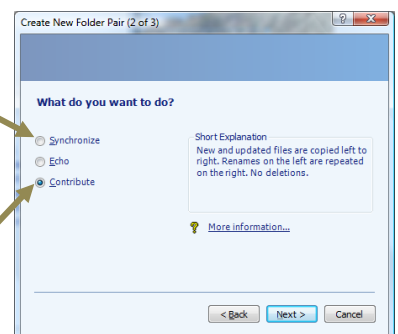 Create New Folder Pair (2 of 3)
What do you want to do?
Synchronize
Echo
Contribute
Short Explanation
New and updated files are copied left to
right. Renames on the left are repeated
on the right. No deletions.
More information...
< Back
Next >
Cancel